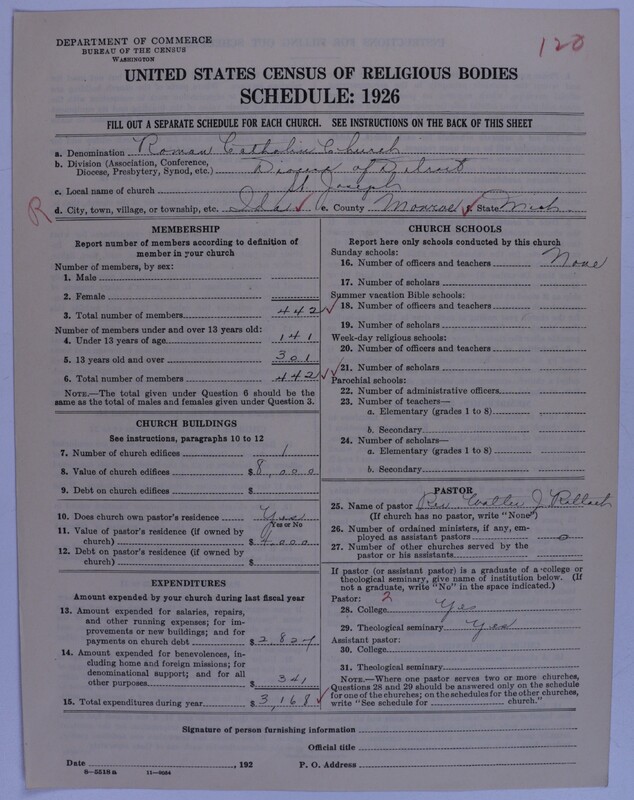 DEPARTMENT OF COMMERCE
BUREAU OF THE CENSUS
WASHINGTON
120
UNITED STATES CENSUS OF RELIGIOUS BODIES
SCHEDULE: 1926
FILL OUT A SEPARATE SCHEDULE FOR EACH CHURCH. SEE INSTRUCTIONS ON THE BACK OF THIS SHEET
a. Denomination Roman Catholic Church
b. Division (Association, Conference,
Diocese, Presbytery, Synod, etc.) Diocese of Detroit
c. Local name of church St. Joseph
R d. City, town, village, or township, etc. Ida e. County Monroe f. State Mich
MEMBERSHIP
Report number of members according to definition of
member in your church
Number of members, by sex:
1. Male
2. Female
3. Total number of members 442
Number of members under and over 13 years old:
4. Under 13 years of age 141
5. 13 years old and over 301
6. Total number of members 442
NOTE.—The total given under Question 6 should be
the same as the total of males and females given under Question 3.
CHURCH BUILDINGS
See instructions, paragraphs 10 to 12
7. Number of church edifices 1
8. Value of church edifices $8,000
9. Debt on church edifices $
10. Does church own pastor's residence Yes
Yes or No
11. Value of pastor's residence (if owned by
church) $4,000
12. Debt on pastor's residence (if owned by
church) $
EXPENDITURES
Amount expended by your church during last fiscal year
13. Amount expended for salaries, repairs,
and other running expenses; for im-
provements or new buildings; and for
payments on church debt $2,827
14. Amount expended for benevolences, in-
cluding home and foreign missions; for
denominational support; and for all
other purposes $341
15. Total expenditures during year $3,168
CHURCH SCHOOLS
Report here only schools conducted by this church
Sunday schools:
16. Number of officers and teachers None
17. Number of scholars
Summer vacation Bible schools:
18. Number of officers and teachers
19. Number of scholars
Week-day religious schools:
20. Number of officers and teachers
21. Number of scholars
Parochial schools:
22. Number of administrative officers
23. Number of teachers—
a. Elementary (grades 1 to 8)
b. Secondary
24. Number of scholars—
a. Elementary (grades 1 to 8)
b. Secondary
PASTOR
25. Name of pastor Rev Walter J
(If church has no pastor, write "None")
26. Number of ordained ministers, if any, em-
ployed as assistant pastors 0
27. Number of other churches served by the
pastor or his assistants
If pastor (or assistant pastor) is a graduate of a college or
theological seminary, give name of institution below. (If
not a graduate, write "No" in the space indicated.)
Pastor: 2
28. College Yes
29. Theological seminary Yes
Assistant pastor:
30. College
31. Theological seminary
NOTE.—Where one pastor serves two or more churches,
Questions 28 and 29 should be answered only on the schedule
for one of the churches; on the schedules for the other churches,
write "See schedule for church."
Signature of person furnishing information
Official title
Date , 192 P. O. Address
8—5518a 11—9064